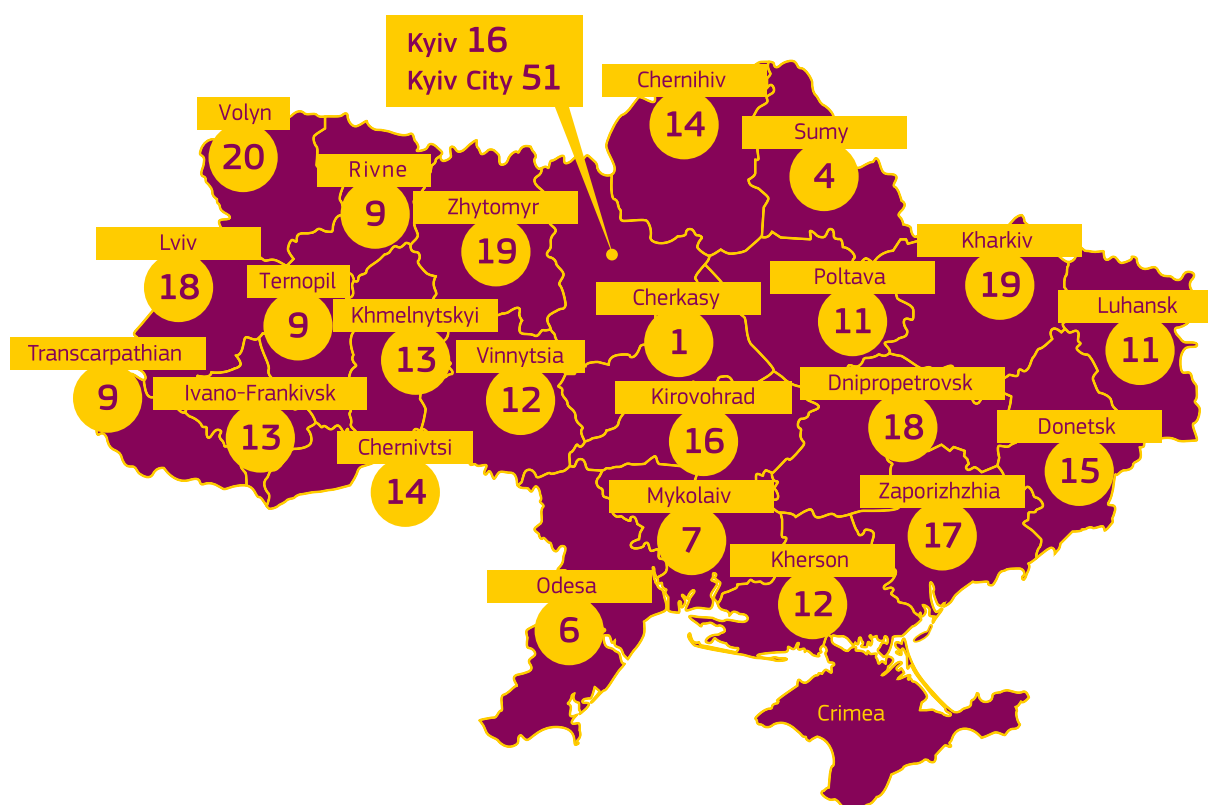 Kyiv 16
Kyiv City 51
Chernihiv
14
Volyn
20
Sumy
4
Rivne
9
Zhytomyr
19
Lviv
18
Kharkiv
19
Ternopil
9
Poltava
11
Cherkasy
1
Luhansk
11
Khmelnytskyi
13
Transcarpathian
9
Vinnytsia
12
Ivano-Frankivsk
13
Dnipropetrovsk
18
Kirovohrad
16
Donetsk
15
Chernivtsi
14
Zaporizhzhia
17
Mykolaiv
7
Kherson
12
Odesa
6
Crimea